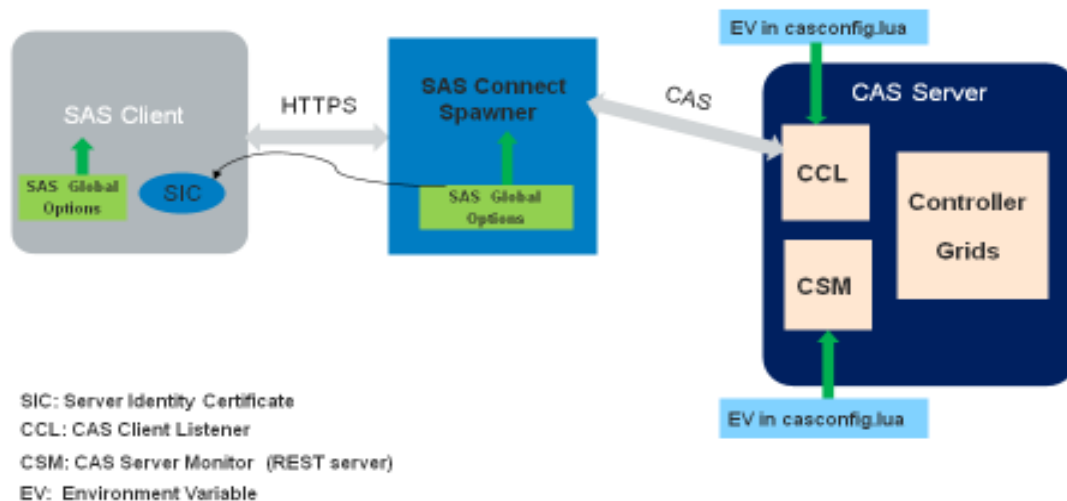 EV in casconfig.lua
SAS Client
HTTPS
SAS Connect
Spawner
CAS
CAS Server
SAS Global
Options
SIC
SAS Global
Options
CCL
Controller
Grids
CSM
EV in casconfig.lua
SIC: Server Identity Certificate
CCL: CAS Client Listener
CSM: CAS Server Monitor (REST server)
EV: Environment Variable